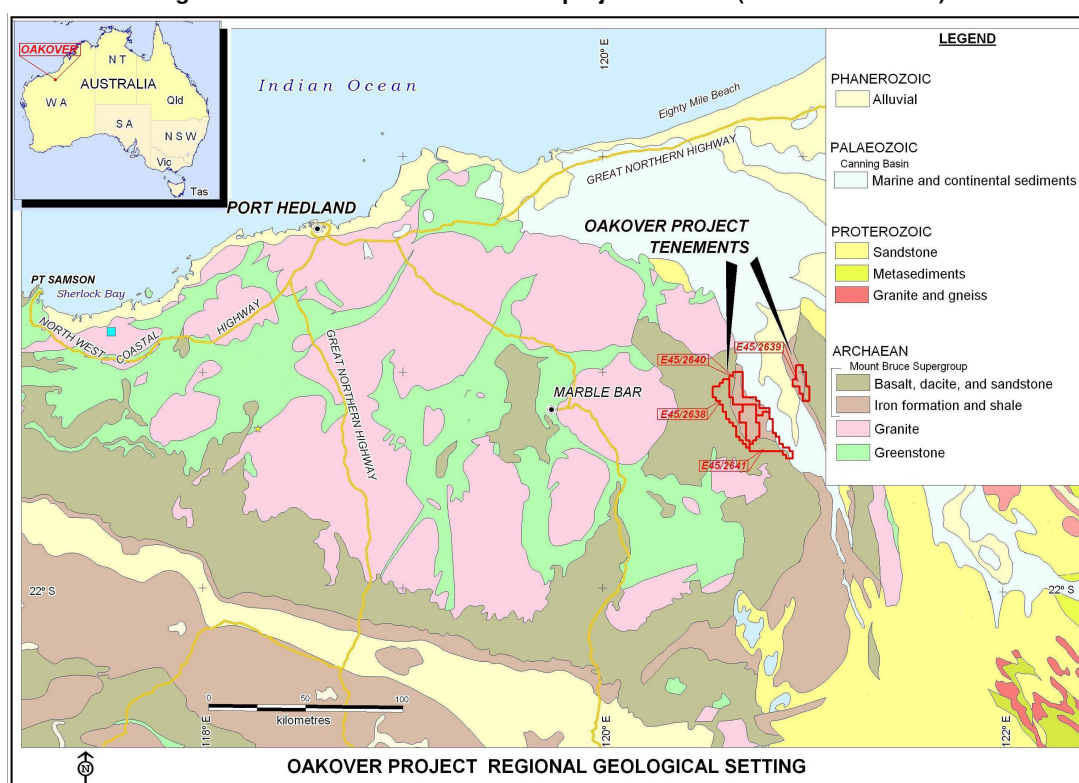 OAKOVER
N T
AUSTRALIA
W A
Qld
S A
N S W
Vic
Tas
Indian Ocean
120° E
Eighty Mile Beach
GREAT NORTHERN HIGHWAY
PORT HEDLAND
OAKOVER PROJECT
TENEMENTS
PT SAMSON
Sherlock Bay
NORTH WEST COASTAL HIGHWAY
GREAT NORTHERN HIGHWAY
MARBLE BAR
E45/2639
E45/2640
E45/2638
E45/2641
LEGEND
PHANEROZOIC
Alluvial
PALAEOZOIC
Canning Basin
Marine and continental sediments
PROTEROZOIC
Sandstone
Metasediments
Granite and gneiss
ARCHAEAN
Mount Bruce Supergroup
Basalt, dacite, and sandstone
Iron formation and shale
Granite
Greenstone
22° S
22° S
0 50 100
kilometres
118° E
120° E
122° E
N
OAKOVER PROJECT REGIONAL GEOLOGICAL SETTING